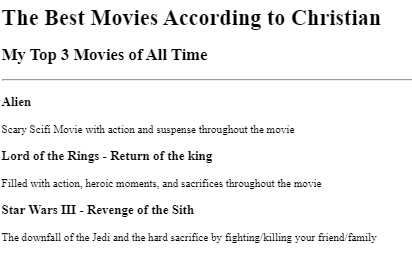 The Best Movies According to Christian
My Top 3 Movies of All Time
Alien
Scary Scifi Movie with action and suspense throughout the movie
Lord of the Rings - Return of the king
Filled with action, heroic moments, and sacrifices throughout the movie
Star Wars III - Revenge of the Sith
The downfall of the Jedi and the hard sacrifice by fighting/killing your friend/family